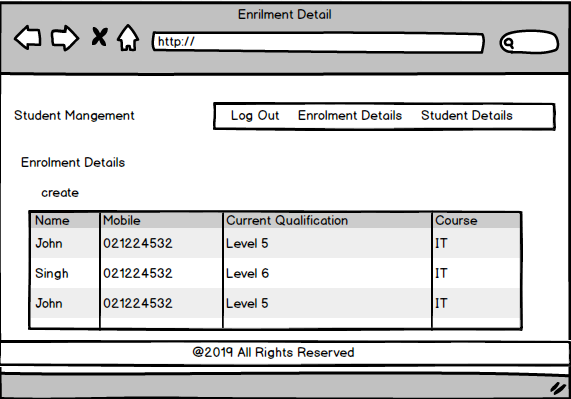 Enrilment Detail
http://
Student Mangement
Log Out Enrolment Details Student Details
Enrolment Details
create
Name Mobile Current Qualification Course
John 021224532 Level 5 IT
Singh 021224532 Level 6 IT
John 021224532 Level 5 IT
@2019 All Rights Reserved